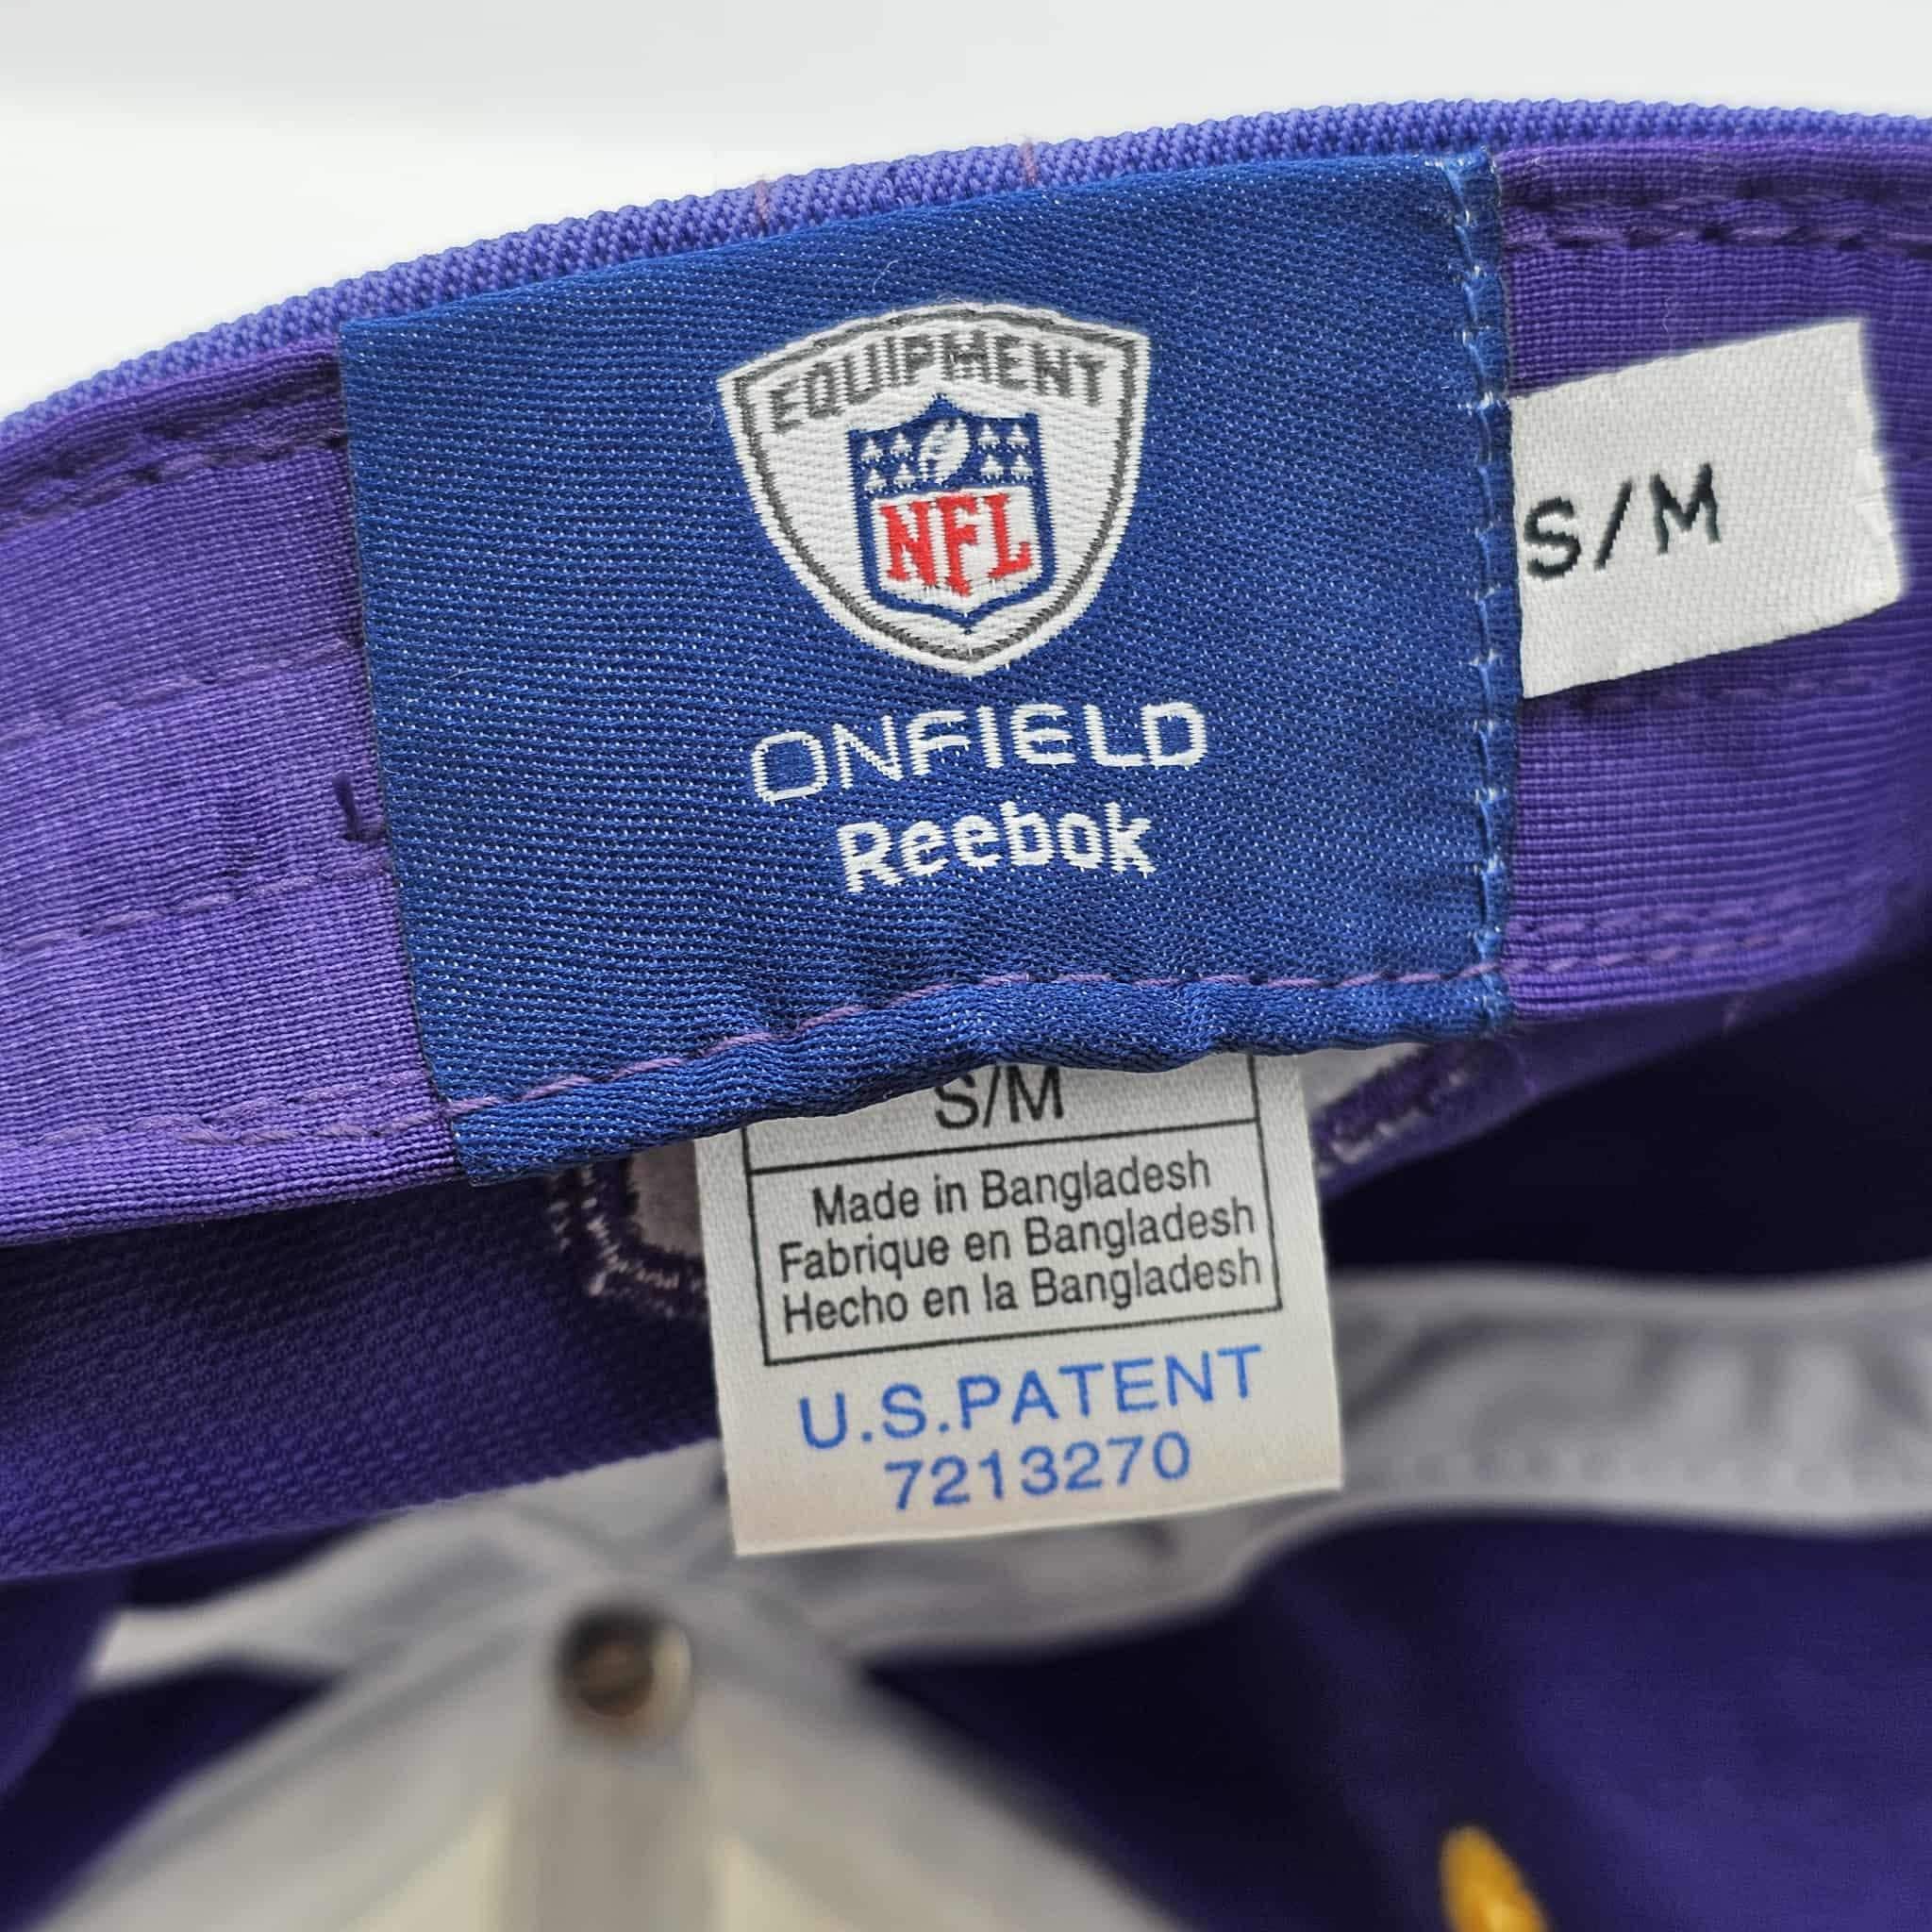 EQUIPMENT
NFL
ONFIELD
Reebok
S/M
S/M
Made in Bangladesh
Fabrique en Bangladesh
Hecho en la Bangladesh
U.S.PATENT
7213270